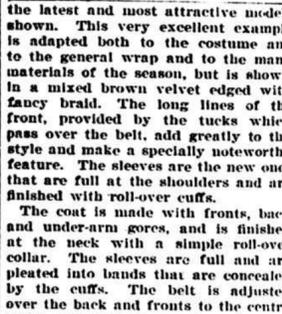 the latest and most attractive mode
shown. This very excellent exampl
is adapted both to the costume an
to the general wrap and to the man
materials of the season, but is show
in a mixed brown velvet edged wit
fancy braid. The long lines of th
front, provided by the tucks whic
pass over the belt, add greatly to th
style and make a specially noteworth
feature. The sleeves are the new one
that are full at the shoulders and ar
finished with roll-over cuffs.
The coat is made with fronts, bac
and under-arm gores, and is finishe
at the neck with a simple roll-ove
collar. The sleeves are full and ar
pleated into bands that are conceale
by the cuffs. The belt is adjuste
over the back and fronts to the centr